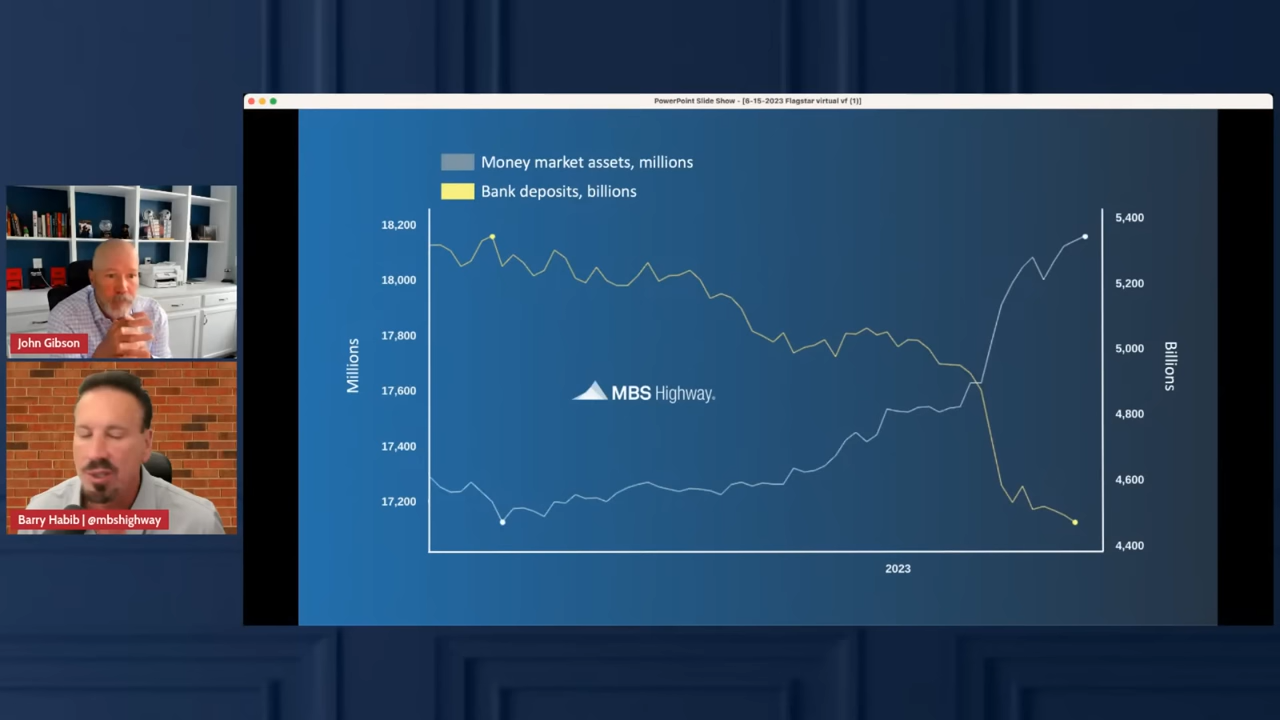 PowerPoint Slide Show - [6-15-2023 Flagstar virtual vf (1)]
Money market assets, millions
Bank deposits, billions
18,200
18,000
17,800
17,600
17,400
17,200
Millions
5,400
5,200
5,000
4,800
4,600
4,400
Billions
MBS Highway®
2023
John Gibson
Barry Habib | @mbshighway